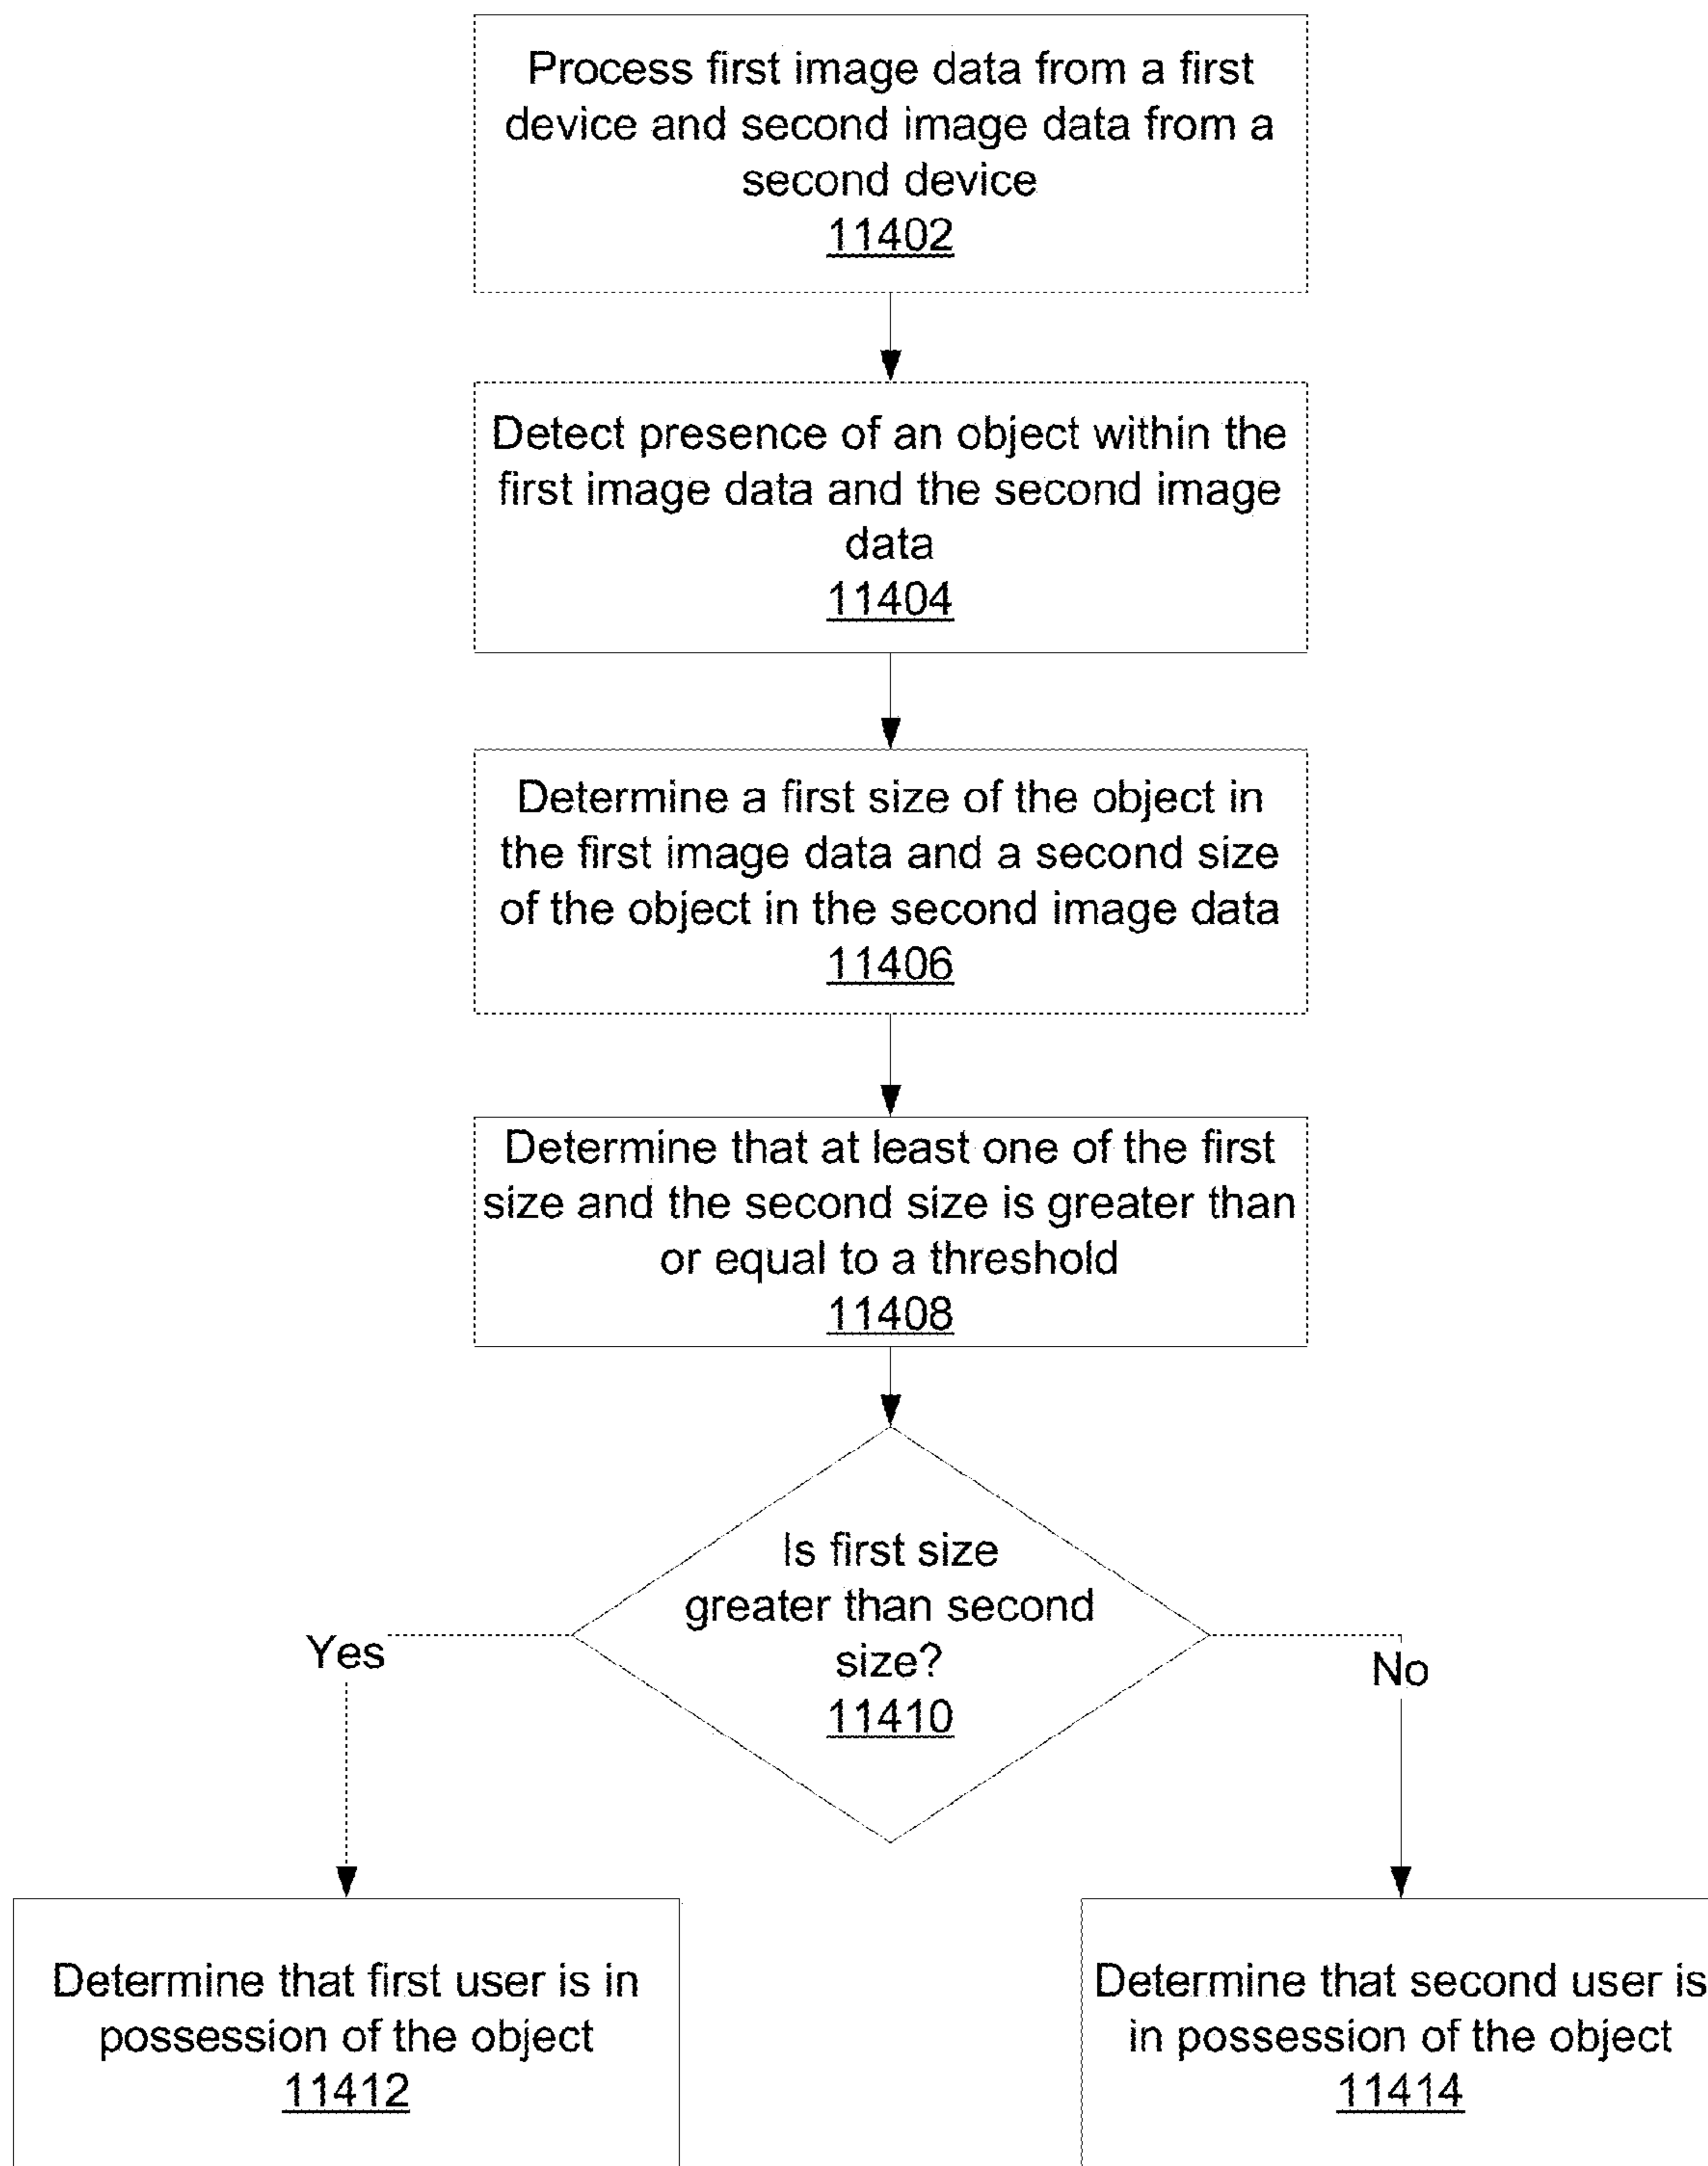 Process first image data from a first
device and second image data from a
second device
11402
Detect presence of an object within the
first image data and the second image
data
11404
Determine a first size of the object in
the first image data and a second size
of the object in the second image data
11406
Determine that at least one of the first
size and the second size is greater than
or equal to a threshold
11408
Is first size
greater than second
size?
11410
Yes
No
Determine that first user is in
possession of the object
11412
Determine that second user is
in possession of the object
11414